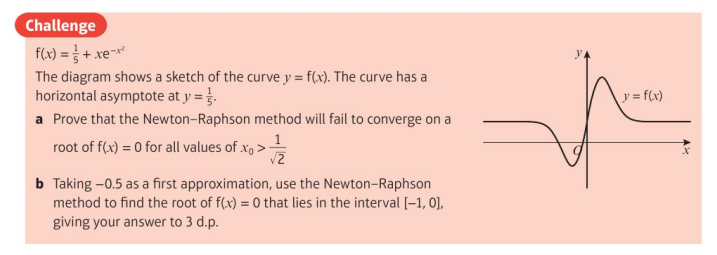 Challenge
f(x) = 1/5 + xe^(−x²)
The diagram shows a sketch of the curve y = f(x). The curve has a
horizontal asymptote at y = 1/5.
a Prove that the Newton–Raphson method will fail to converge on a
root of f(x) = 0 for all values of x₀ > 1/√2
b Taking −0.5 as a first approximation, use the Newton–Raphson
method to find the root of f(x) = 0 that lies in the interval [−1, 0],
giving your answer to 3 d.p.
y
y = f(x)
O
x